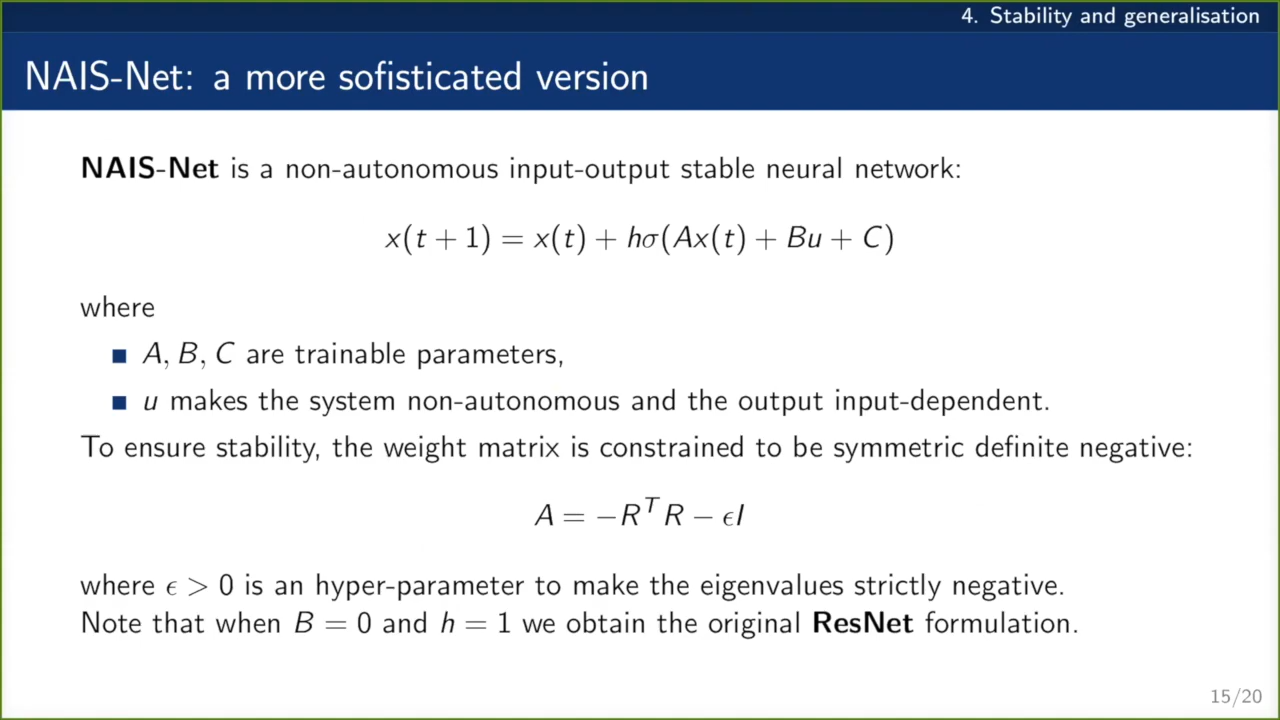 4. Stability and generalisation
NAIS-Net: a more sofisticated version
NAIS-Net is a non-autonomous input-output stable neural network:
x(t + 1) = x(t) + hσ(Ax(t) + Bu + C)
where
■ A, B, C are trainable parameters,
■ u makes the system non-autonomous and the output input-dependent.
To ensure stability, the weight matrix is constrained to be symmetric definite negative:
A = −RᵀR − ϵI
where ϵ > 0 is an hyper-parameter to make the eigenvalues strictly negative.
Note that when B = 0 and h = 1 we obtain the original ResNet formulation.
15/20